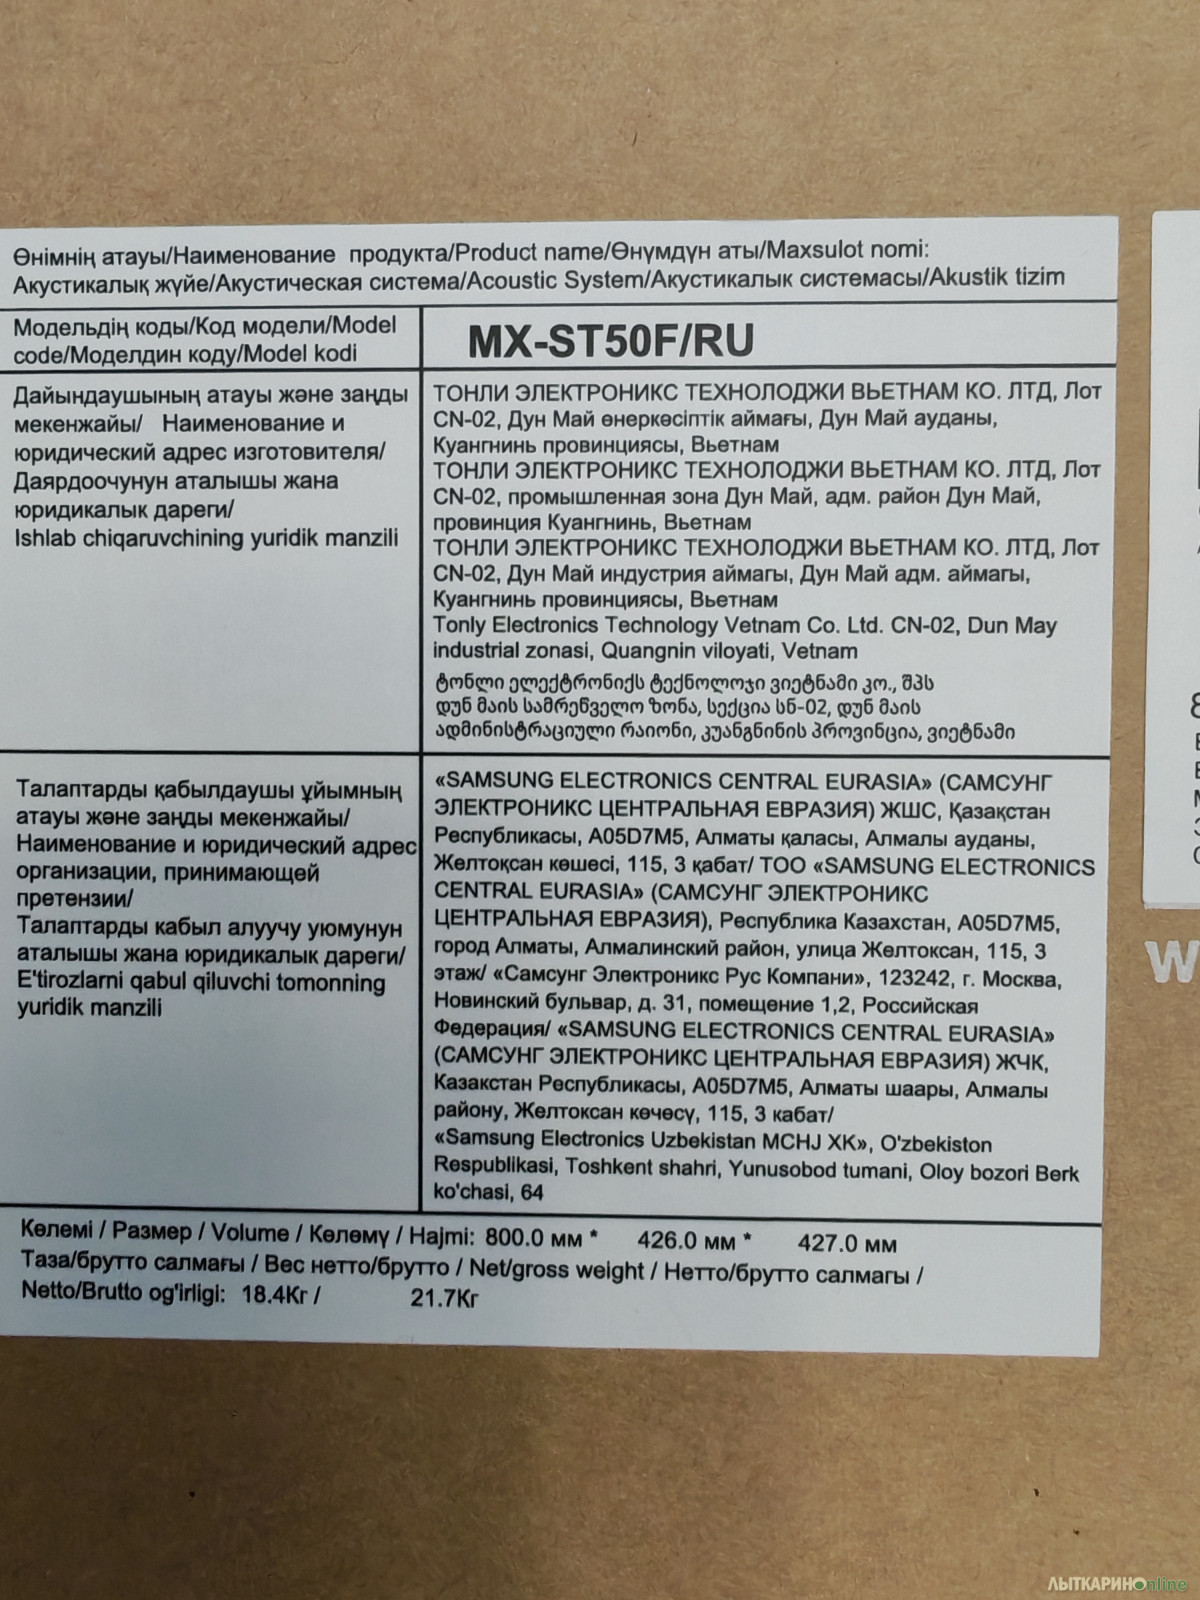 Өнімнің атауы/Наименование продукта/Product name/Өнүмдүн аты/Maxsulot nomi:
Акустикалық жүйе/Акустическая система/Acoustic System/Акустикалык системасы/Akustik tizim
Модельдің коды/Код модели/Model
code/Моделдин коду/Model kodi
MX-ST50F/RU
Дайындаушының атауы және заңды
мекенжайы/ Наименование и
юридический адрес изготовителя/
Даярдоочунун аталышы жана
юридикалык дареги/
Ishlab chiqaruvchining yuridik manzili
ТОНЛИ ЭЛЕКТРОНИКС ТЕХНОЛОДЖИ ВЬЕТНАМ КО. ЛТД, Лот
CN-02, Дун Май өнеркәсіптік аймағы, Дун Май ауданы,
Куангнинь провинциясы, Вьетнам
ТОНЛИ ЭЛЕКТРОНИКС ТЕХНОЛОДЖИ ВЬЕТНАМ КО. ЛТД, Лот
CN-02, промышленная зона Дун Май, адм. район Дун Май,
провинция Куангнинь, Вьетнам
ТОНЛИ ЭЛЕКТРОНИКС ТЕХНОЛОДЖИ ВЬЕТНАМ КО. ЛТД, Лот
CN-02, Дун Май индустрия аймагы, Дун Май адм. аймагы,
Куангнинь провинциясы, Вьетнам
Tonly Electronics Technology Vetnam Co. Ltd. CN-02, Dun May
industrial zonasi, Quangnin viloyati, Vetnam
ტონლი ელექტრონიქს ტექნოლოჯი ვიეტნამი კო., შპს
დუნ მაის სამრეწველო ზონა, სექცია სნ-02, დუნ მაის
ადმინისტრაციული რაიონი, კუანგნინის პროვინცია, ვიეტნამი
Талаптарды қабылдаушы ұйымның
атауы және заңды мекенжайы/
Наименование и юридический адрес
организации, принимающей
претензии/
Талаптарды кабыл алуучу уюмунун
аталышы жана юридикалык дареги/
E'tirozlarni qabul qiluvchi tomonning
yuridik manzili
«SAMSUNG ELECTRONICS CENTRAL EURASIA» (САМСУНГ
ЭЛЕКТРОНИКС ЦЕНТРАЛЬНАЯ ЕВРАЗИЯ) ЖШС, Қазақстан
Республикасы, A05D7M5, Алматы қаласы, Алмалы ауданы,
Желтоқсан көшесі, 115, 3 қабат/ ТОО «SAMSUNG ELECTRONICS
CENTRAL EURASIA» (САМСУНГ ЭЛЕКТРОНИКС
ЦЕНТРАЛЬНАЯ ЕВРАЗИЯ), Республика Казахстан, A05D7M5,
город Алматы, Алмалинский район, улица Желтоксан, 115, 3
этаж/ «Самсунг Электроникс Рус Компани», 123242, г. Москва,
Новинский бульвар, д. 31, помещение 1,2, Российская
Федерация/ «SAMSUNG ELECTRONICS CENTRAL EURASIA»
(САМСУНГ ЭЛЕКТРОНИКС ЦЕНТРАЛЬНАЯ ЕВРАЗИЯ) ЖЧК,
Казакстан Республикасы, A05D7M5, Алматы шаары, Алмалы
району, Желтоксан көчөсү, 115, 3 кабат/
«Samsung Electronics Uzbekistan MCHJ XK», O'zbekiston
Respublikasi, Toshkent shahri, Yunusobod tumani, Oloy bozori Berk
ko'chasi, 64
Көлемі / Размер / Volume / Көлөмү / Hajmi: 800.0 мм * 426.0 мм * 427.0 мм
Таза/брутто салмағы / Вес нетто/брутто / Net/gross weight / Нетто/брутто салмагы /
Netto/Brutto og'irligi: 18.4Кг / 21.7Кг
ЛЫТКАРИНОonline